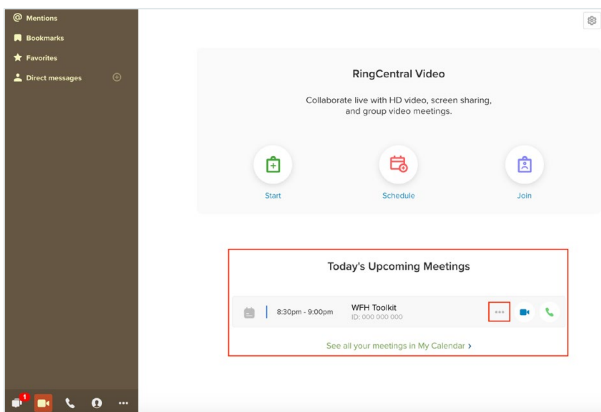 Mentions
Bookmarks
Favorites
Direct messages
RingCentral Video
Collaborate live with HD video, screen sharing,
and group video meetings.
Start
Schedule
Join
Today's Upcoming Meetings
8:30pm - 9:00pm
WFH Toolkit
ID: 000 000 000
See all your meetings in My Calendar >
1